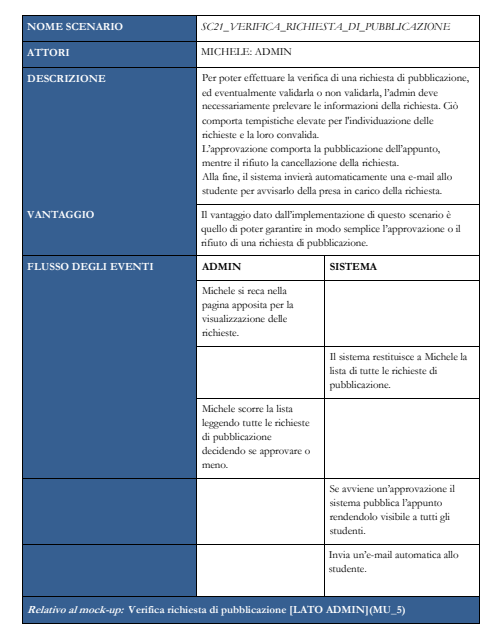 NOME SCENARIO
SC21_VERIFICA_RICHIESTA_DI_PUBBLICAZIONE
ATTORI
MICHELE: ADMIN
DESCRIZIONE
Per poter effettuare la verifica di una richiesta di pubblicazione,
ed eventualmente validarla o non validarla, l'admin deve
necessariamente prelevare le informazioni della richiesta. Ciò
comporta tempistiche elevate per l'individuazione delle
richieste e la loro convalida.
L'approvazione comporta la pubblicazione dell'appunto,
mentre il rifiuto la cancellazione della richiesta.
Alla fine, il sistema invierà automaticamente una e-mail allo
studente per avvisarlo della presa in carico della richiesta.
VANTAGGIO
Il vantaggio dato dall'implementazione di questo scenario è
quello di poter garantire in modo semplice l'approvazione o il
rifiuto di una richiesta di pubblicazione.
FLUSSO DEGLI EVENTI
ADMIN
SISTEMA
Michele si reca nella
pagina apposita per la
visualizzazione delle
richieste.
Il sistema restituisce a Michele la
lista di tutte le richieste di
pubblicazione.
Michele scorre la lista
leggendo tutte le richieste
di pubblicazione
decidendo se approvare o
meno.
Se avviene un'approvazione il
sistema pubblica l'appunto
rendendolo visibile a tutti gli
studenti.
Invia un'e-mail automatica allo
studente.
Relativo al mock-up: Verifica richiesta di pubblicazione [LATO ADMIN](MU_5)